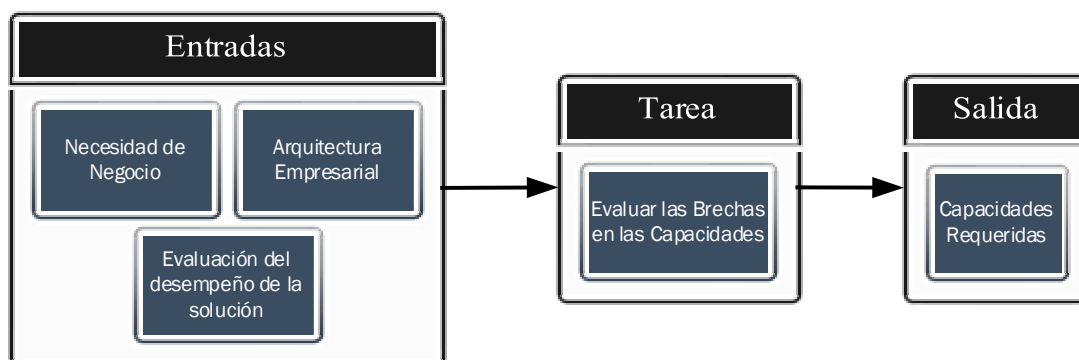 Entradas
Necesidad de
Negocio
Arquitectura
Empresarial
Evaluación del
desempeño de la
solución
Tarea
Evaluar las Brechas
en las Capacidades
Salida
Capacidades
Requeridas